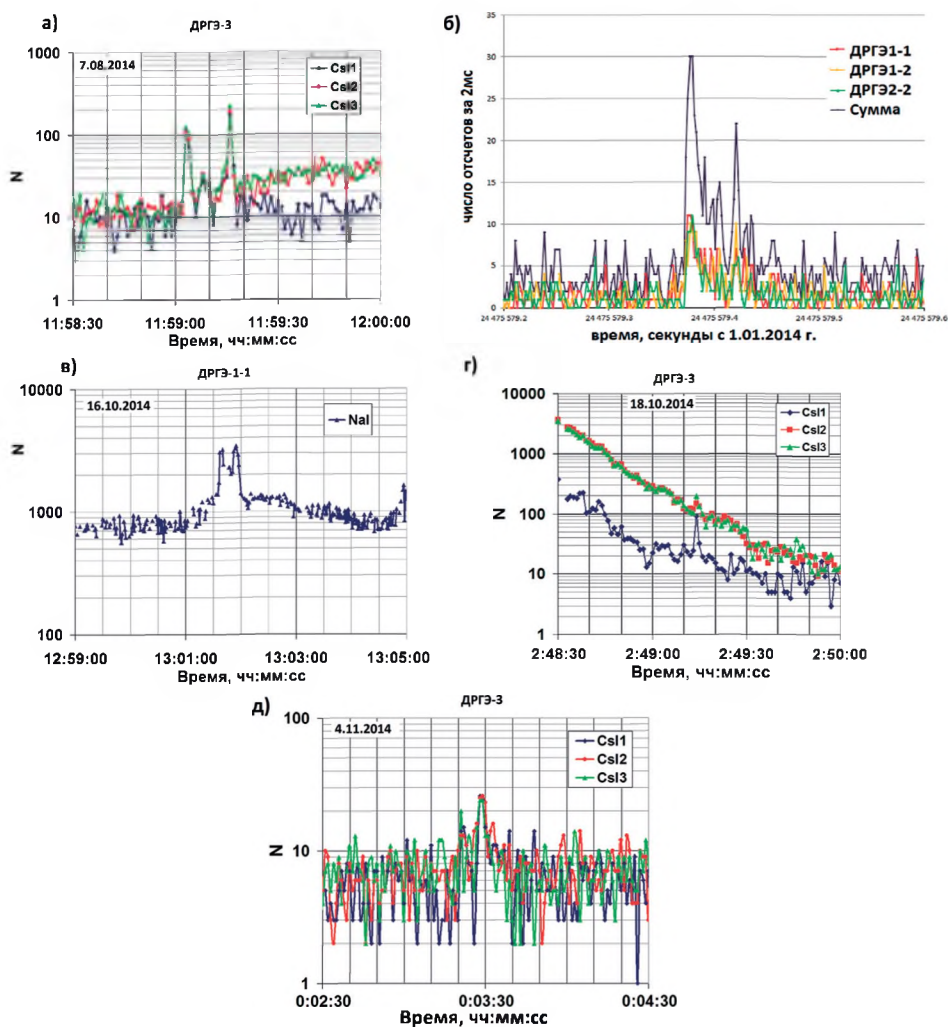 а)
ДРГЭ-3
7.08.2014
CsI1
CsI2
CsI3
1000
100
10
1
N
11:58:30 11:59:00 11:59:30 12:00:00
Время, чч:мм:сс
б)
ДРГЭ1-1
ДРГЭ1-2
ДРГЭ2-2
Сумма
число отсчетов за 2мс
35
30
25
20
15
10
5
0
24 475 579.2 24 475 579.3 24 475 579.4 24 475 579.5 24 475 579.6
время, секунды с 1.01.2014 г.
в)
ДРГЭ-1-1
16.10.2014
NaI
10000
1000
100
N
12:59:00 13:01:00 13:03:00 13:05:00
Время, чч:мм:сс
г)
ДРГЭ-3
18.10.2014
CsI1
CsI2
CsI3
10000
1000
100
10
1
N
2:48:30 2:49:00 2:49:30 2:50:00
Время, чч:мм:сс
д)
ДРГЭ-3
4.11.2014
CsI1
CsI2
CsI3
100
10
1
N
0:02:30 0:03:30 0:04:30
Время, чч:мм:сс